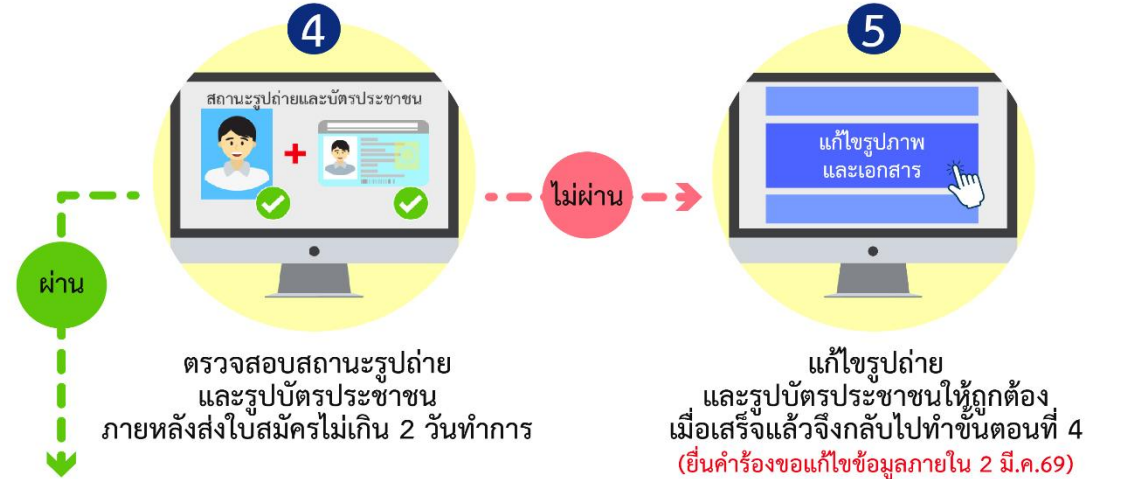 4
สถานะรูปถ่ายและบัตรประชาชน
ผ่าน
ตรวจสอบสถานะรูปถ่าย
และรูปบัตรประชาชน
ภายหลังส่งใบสมัครไม่เกิน 2 วันทำการ
ไม่ผ่าน
5
แก้ไขรูปภาพ
และเอกสาร
แก้ไขรูปถ่าย
และรูปบัตรประชาชนให้ถูกต้อง
เมื่อเสร็จแล้วจึงกลับไปทำขั้นตอนที่ 4
(ยื่นคำร้องขอแก้ไขข้อมูลภายใน 2 มี.ค.69)